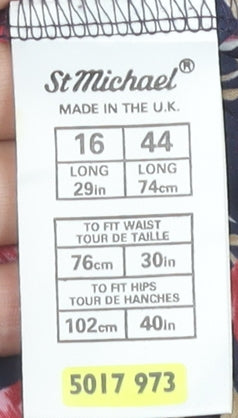 St Michael®
MADE IN THE U.K.
16 44
LONG LONG
29in 74cm
TO FIT WAIST
TOUR DE TAILLE
76cm 30in
TO FIT HIPS
TOUR DE HANCHES
102cm 40in
5017 973